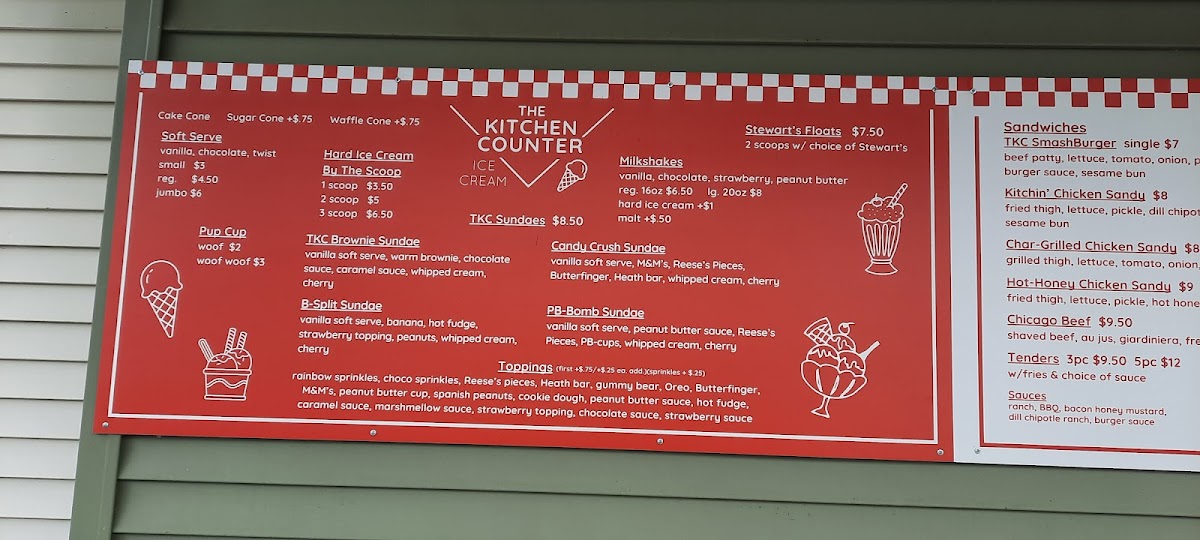 Cake Cone Sugar Cone +$.75 Waffle Cone +$.75
THE
KITCHEN
COUNTER
ICE
CREAM
Soft Serve
vanilla, chocolate, twist
small $3
reg. $4.50
jumbo $6
Hard Ice Cream
By The Scoop
1 scoop $3.50
2 scoop $5
3 scoop $6.50
Stewart's Floats $7.50
2 scoops w/ choice of Stewart's
Milkshakes
vanilla, chocolate, strawberry, peanut butter
reg. 16oz $6.50 lg. 20oz $8
hard ice cream +$1
malt +$.50
Pup Cup
woof $2
woof woof $3
TKC Sundaes $8.50
TKC Brownie Sundae
vanilla soft serve, warm brownie, chocolate
sauce, caramel sauce, whipped cream,
cherry
Candy Crush Sundae
vanilla soft serve, M&M's, Reese's Pieces,
Butterfinger, Heath bar, whipped cream, cherry
B-Split Sundae
vanilla soft serve, banana, hot fudge,
strawberry topping, peanuts, whipped cream,
cherry
PB-Bomb Sundae
vanilla soft serve, peanut butter sauce, Reese's
Pieces, PB-cups, whipped cream, cherry
Toppings (first +$.75/+$.25 ea. add.)(sprinkles + $.25)
rainbow sprinkles, choco sprinkles, Reese's pieces, Heath bar, gummy bear, Oreo, Butterfinger,
M&M's, peanut butter cup, spanish peanuts, cookie dough, peanut butter sauce, hot fudge,
caramel sauce, marshmellow sauce, strawberry topping, chocolate sauce, strawberry sauce
Sandwiches
TKC SmashBurger single $7
beef patty, lettuce, tomato, onion,
burger sauce, sesame bun
Kitchin' Chicken Sandy $8
fried thigh, lettuce, pickle, dill
sesame bun
Char-Grilled Chicken Sandy $8
grilled thigh, lettuce, tomato, onion,
Hot-Honey Chicken Sandy $9
fried thigh, lettuce, pickle, hot
Chicago Beef $9.50
shaved beef, au jus, giardiniera,
Tenders 3pc $9.50 5pc $12
w/fries & choice of sauce
Sauces
ranch, BBQ, bacon honey mustard,
dill chipotle ranch, burger sauce